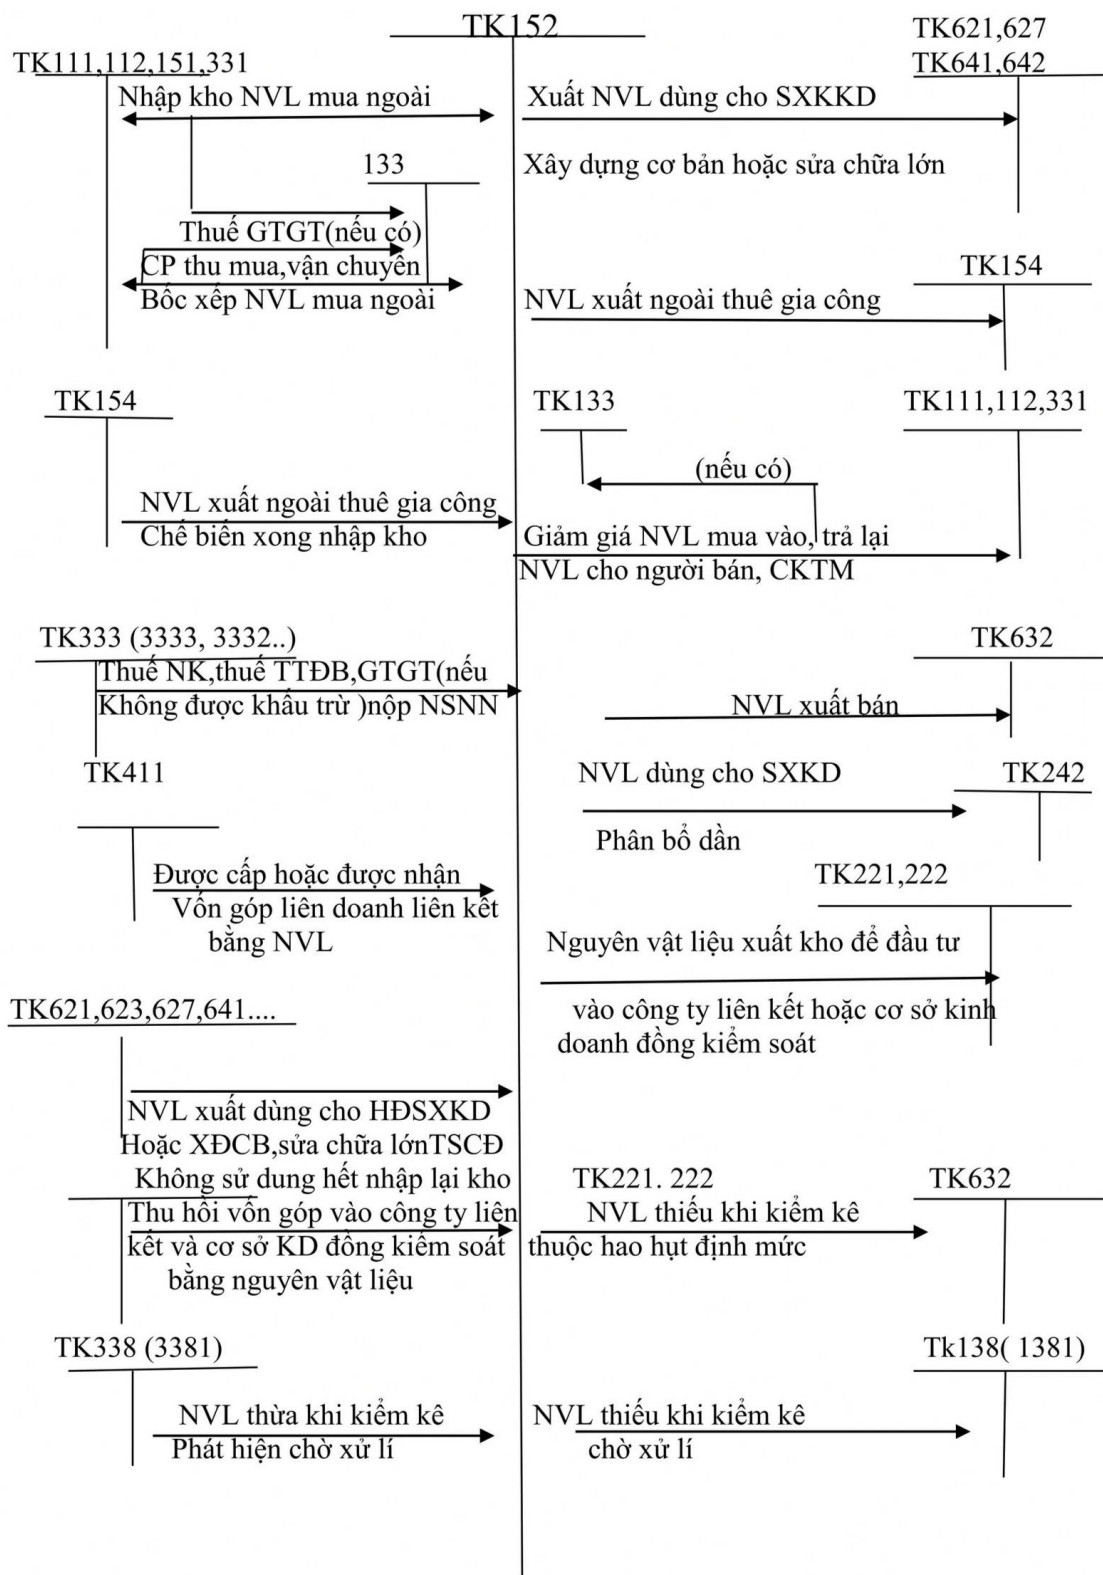 TK152
TK621,627
TK111,112,151,331
TK641,642
Nhập kho NVL mua ngoài
Xuất NVL dùng cho SXKKD
133
Xây dựng cơ bản hoặc sửa chữa lớn
Thuế GTGT(nếu có)
CP thu mua,vận chuyên
Bốc xếp NVL mua ngoài
TK154
NVL xuất ngoài thuê gia công
TK154
TK133
TK111,112,331
(nếu có)
NVL xuất ngoài thuê gia công
Chế biến xong nhập kho
Giảm giá NVL mua vào, trả lại
NVL cho người bán, CKTM
TK333 (3333, 3332..)
TK632
Thuế NK,thuế TTĐB,GTGT(nếu
Không được khấu trừ )nộp NSNN
NVL xuất bán
TK411
NVL dùng cho SXKD
TK242
Phân bổ dần
Được cấp hoặc được nhận
Vốn góp liên doanh liên kết
bằng NVL
TK221,222
Nguyên vật liệu xuất kho để đầu tư
vào công ty liên kết hoặc cơ sở kinh
doanh đồng kiểm soát
TK621,623,627,641....
NVL xuất dùng cho HĐSXKD
Hoặc XĐCB,sửa chữa lớnTSCĐ
Không sử dung hết nhập lại kho
TK221. 222
TK632
Thu hồi vốn góp vào công ty liên
kết và cơ sở KD đồng kiểm soát
bằng nguyên vật liệu
NVL thiếu khi kiểm kê
thuộc hao hụt định mức
TK338 (3381)
Tk138( 1381)
NVL thừa khi kiểm kê
Phát hiện chờ xử lí
NVL thiếu khi kiểm kê
chờ xử lí